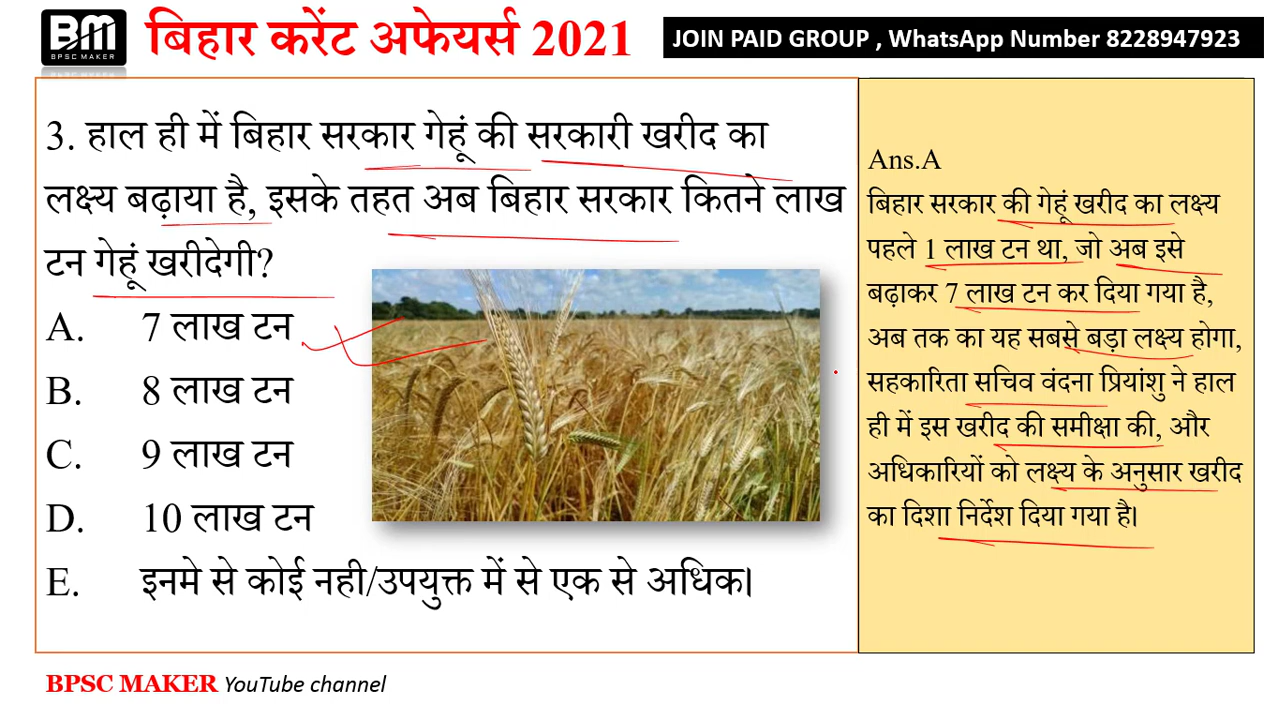 BM
BPSC MAKER
बिहार करेंट अफेयर्स 2021
JOIN PAID GROUP , WhatsApp Number 8228947923
3. हाल ही में बिहार सरकार गेहूं की सरकारी खरीद का
लक्ष्य बढ़ाया है, इसके तहत अब बिहार सरकार कितने लाख
टन गेहूं खरीदेगी?
A. 7 लाख टन
B. 8 लाख टन
C. 9 लाख टन
D. 10 लाख टन
E. इनमे से कोई नही/उपयुक्त में से एक से अधिक।
Ans.A
बिहार सरकार की गेहूं खरीद का लक्ष्य
पहले 1 लाख टन था, जो अब इसे
बढ़ाकर 7 लाख टन कर दिया गया है,
अब तक का यह सबसे बड़ा लक्ष्य होगा,
सहकारिता सचिव वंदना प्रियांशु ने हाल
ही में इस खरीद की समीक्षा की, और
अधिकारियों को लक्ष्य के अनुसार खरीद
का दिशा निर्देश दिया गया है।
BPSC MAKER YouTube channel